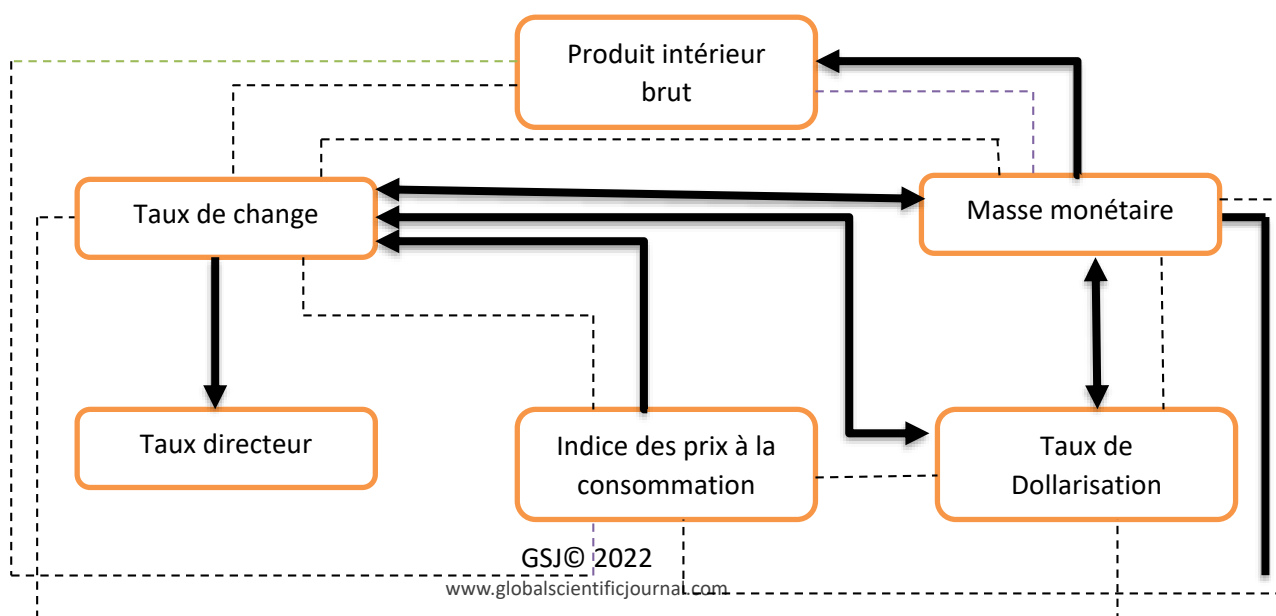 Produit intérieur
brut
Taux de change
Masse monétaire
Taux directeur
Indice des prix à la
consommation
Taux de
Dollarisation
GSJ© 2022
www.globalscientificjournal.com